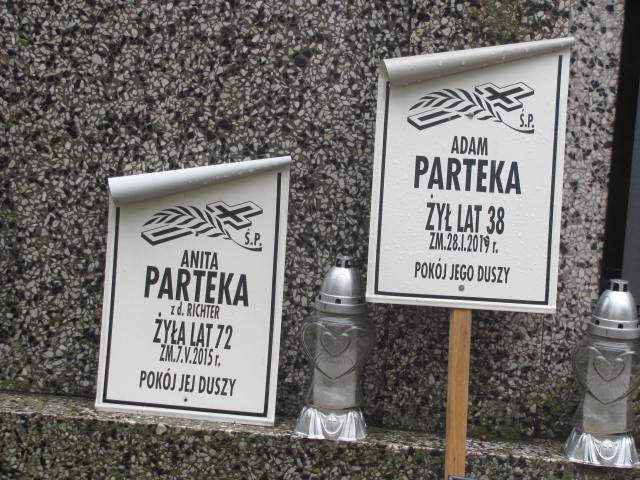 Ś.P.
ANITA
PARTEKA
z d. RICHTER
ŻYŁA LAT 72
ZM.7.V.2015 r.
POKÓJ JEJ DUSZY
Ś.P.
ADAM
PARTEKA
ŻYŁ LAT 38
ZM.28.I.2019 r.
POKÓJ JEGO DUSZY